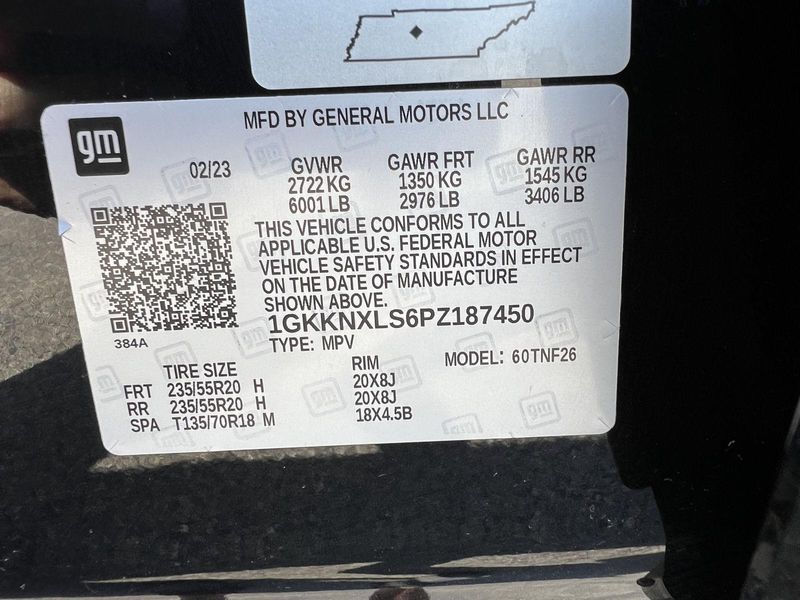 MFD BY GENERAL MOTORS LLC
gm
02/23
GVWR GAWR FRT GAWR RR
2722 KG 1350 KG 1545 KG
6001 LB 2976 LB 3406 LB
THIS VEHICLE CONFORMS TO ALL
APPLICABLE U.S. FEDERAL MOTOR
VEHICLE SAFETY STANDARDS IN EFFECT
ON THE DATE OF MANUFACTURE
SHOWN ABOVE.
1GKKNXLS6PZ187450
384A
TYPE: MPV MODEL: 60TNF26
TIRE SIZE RIM
FRT 235/55R20 H 20X8J
RR 235/55R20 H 20X8J
SPA T135/70R18 M 18X4.5B